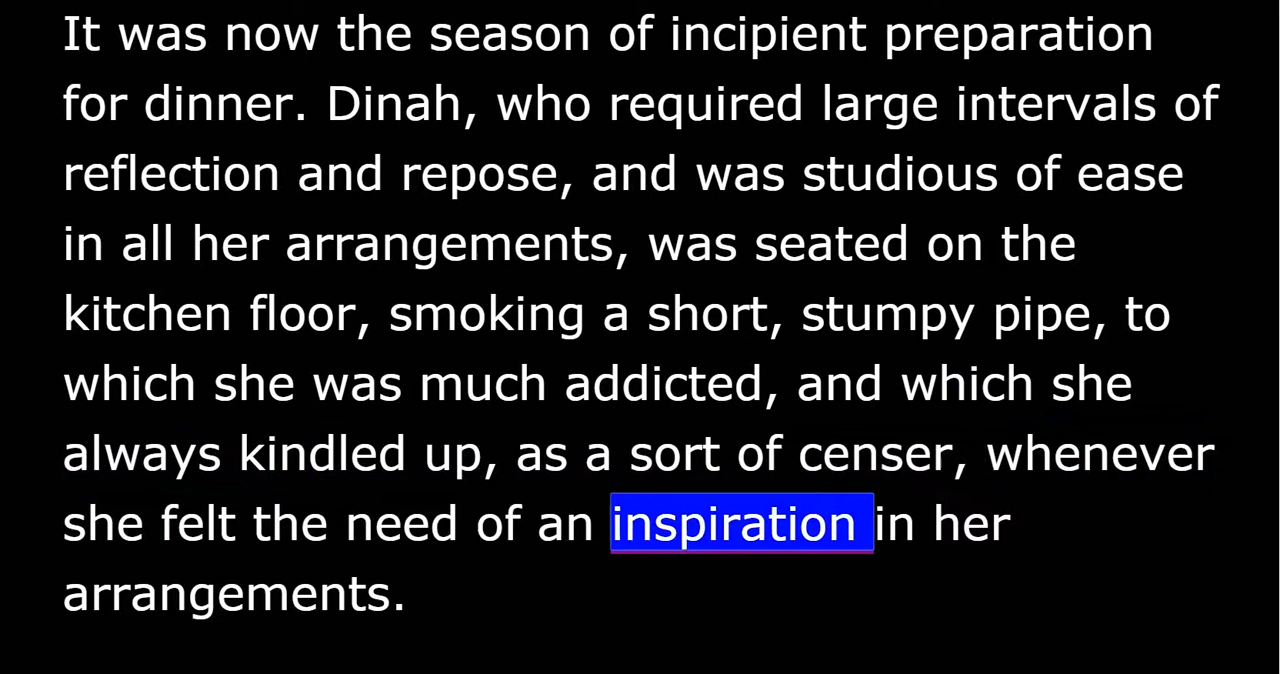 It was now the season of incipient preparation
for dinner. Dinah, who required large intervals of
reflection and repose, and was studious of ease
in all her arrangements, was seated on the
kitchen floor, smoking a short, stumpy pipe, to
which she was much addicted, and which she
always kindled up, as a sort of censer, whenever
she felt the need of an inspiration in her
arrangements.